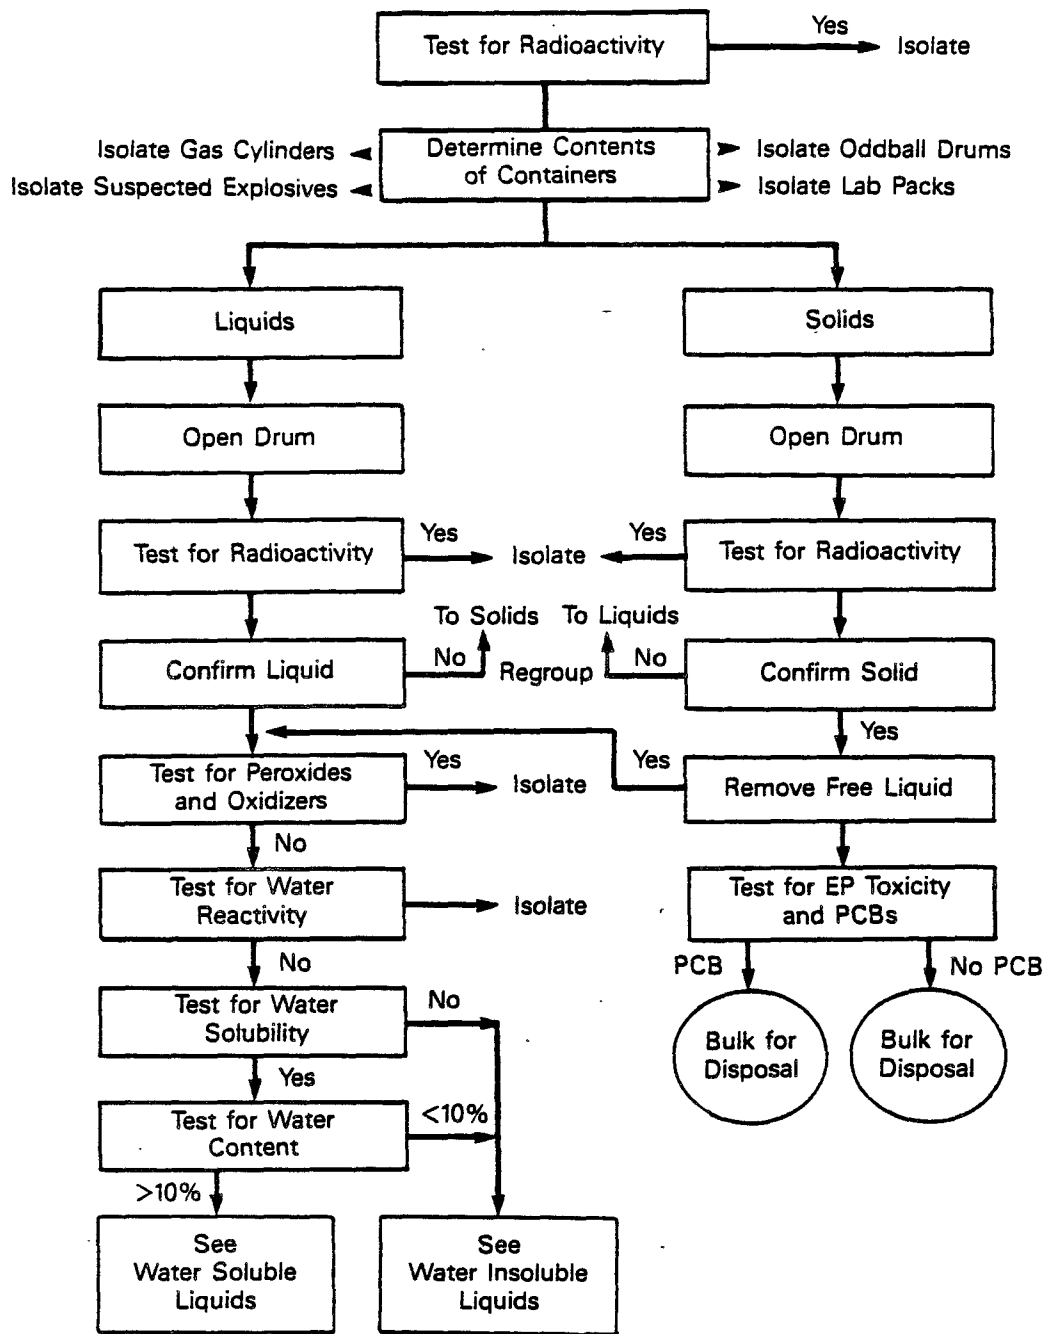 Test for Radioactivity
Yes
Isolate
Isolate Gas Cylinders
Isolate Suspected Explosives
Determine Contents
of Containers
Isolate Oddball Drums
Isolate Lab Packs
Liquids
Solids
Open Drum
Open Drum
Test for Radioactivity
Yes
Isolate
Yes
Test for Radioactivity
To Solids
To Liquids
Confirm Liquid
No
Regroup
No
Confirm Solid
Yes
Test for Peroxides
and Oxidizers
Yes
Isolate
Yes
Remove Free Liquid
No
Test for Water
Reactivity
Isolate
Test for EP Toxicity
and PCBs
No
PCB
No PCB
Test for Water
Solubility
No
Bulk for
Disposal
Bulk for
Disposal
Yes
Test for Water
Content
<10%
>10%
See
Water Soluble
Liquids
See
Water Insoluble
Liquids